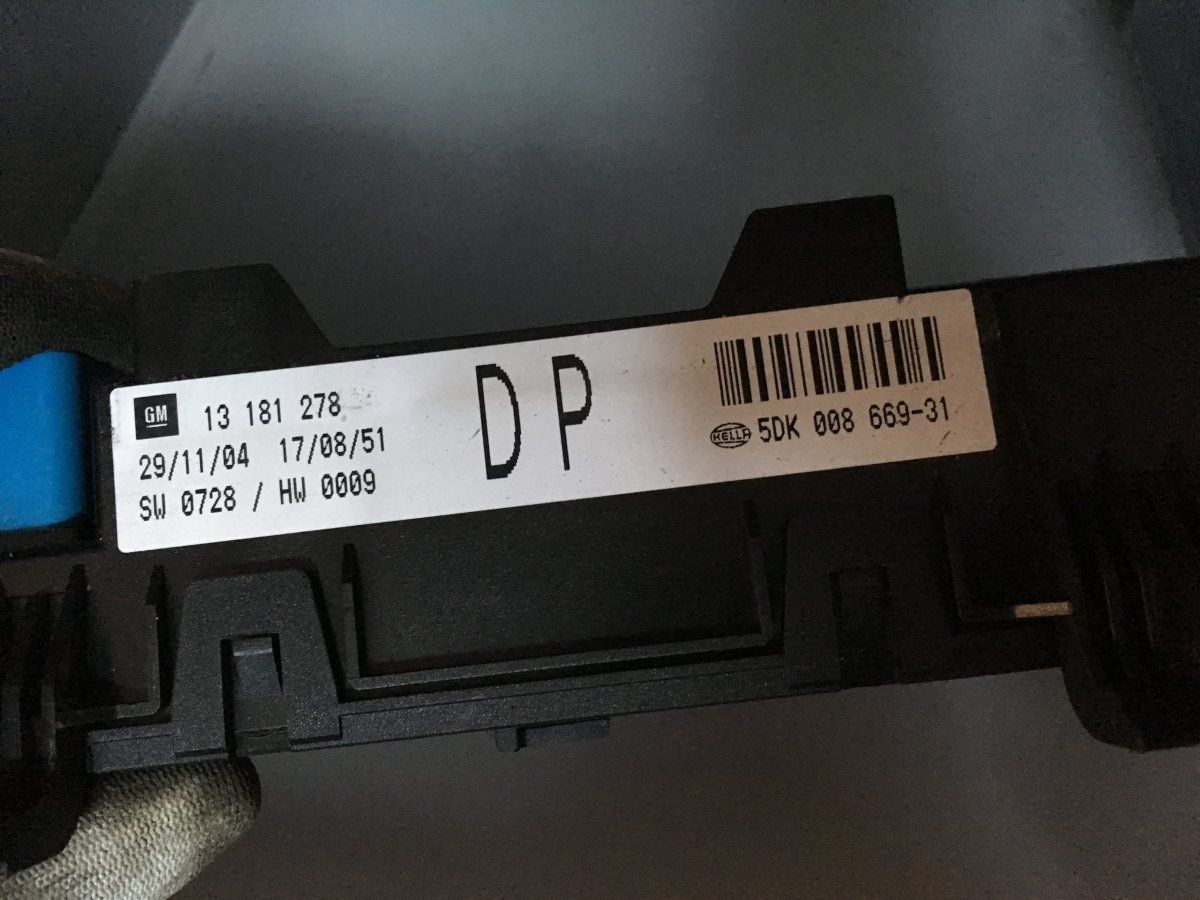 GM 13 181 278
29/11/04 17/08/51
SW 0728 / HW 0009
DP
HELLA 5DK 008 669-31